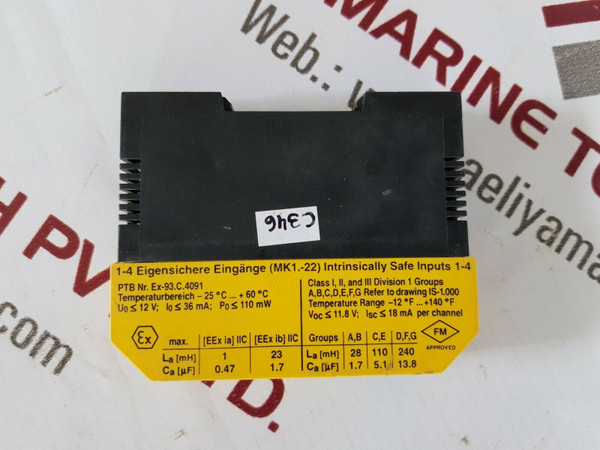 MARINE TO
Web.:
aeliyamar
H PV
D.
C346
1-4 Eigensichere Eingänge (MK1.-22) Intrinsically Safe Inputs 1-4
PTB Nr. Ex-93.C.4091
Temperaturbereich – 25 °C ... + 60 °C
U₀ ≤ 12 V; I₀ ≤ 36 mA; P₀ ≤ 110 mW
Class I, II, and III Division 1 Groups
A,B,C,D,E,F,G Refer to drawing IS-1.000
Temperature Range –12 °F ... +140 °F
Voc ≤ 11.8 V; Isc ≤ 18 mA per channel
Ex
max. [EEx ia] IIC [EEx ib] IIC
Lₐ [mH] 1 23
Cₐ [µF] 0.47 1.7
Groups A,B C,E D,F,G
Lₐ [mH] 28 110 240
Cₐ [µF] 1.7 5.1 13.8
FM
APPROVED